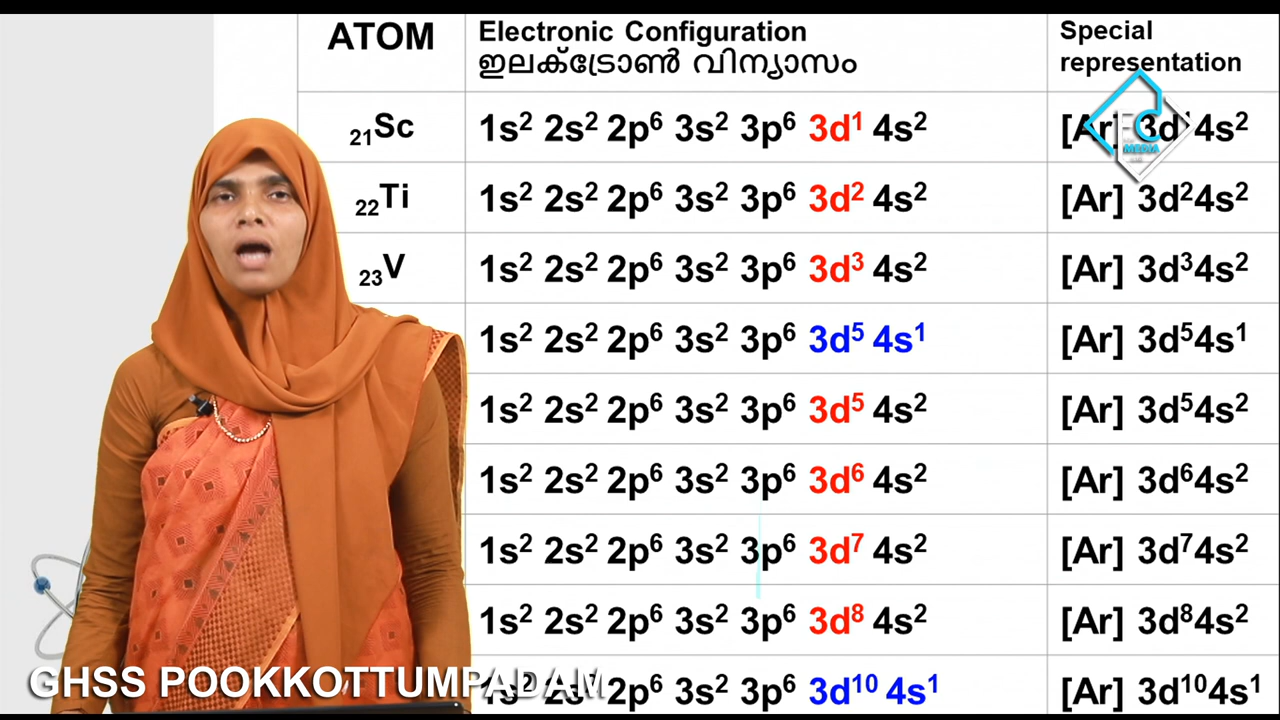 ATOM Electronic Configuration Special
ഇലക്ട്രോൺ വിന്യാസം representation
21Sc 1s2 2s2 2p6 3s2 3p6 3d1 4s2 [Ar] 3d1 4s2
22Ti 1s2 2s2 2p6 3s2 3p6 3d2 4s2 [Ar] 3d24s2
23V 1s2 2s2 2p6 3s2 3p6 3d3 4s2 [Ar] 3d34s2
1s2 2s2 2p6 3s2 3p6 3d5 4s1 [Ar] 3d54s1
1s2 2s2 2p6 3s2 3p6 3d5 4s2 [Ar] 3d54s2
1s2 2s2 2p6 3s2 3p6 3d6 4s2 [Ar] 3d64s2
1s2 2s2 2p6 3s2 3p6 3d7 4s2 [Ar] 3d74s2
1s2 2s2 2p6 3s2 3p6 3d8 4s2 [Ar] 3d84s2
1s2 2s2 2p6 3s2 3p6 3d10 4s1 [Ar] 3d104s1
MEDIA
GHSS POOKKOTTUMPADAM